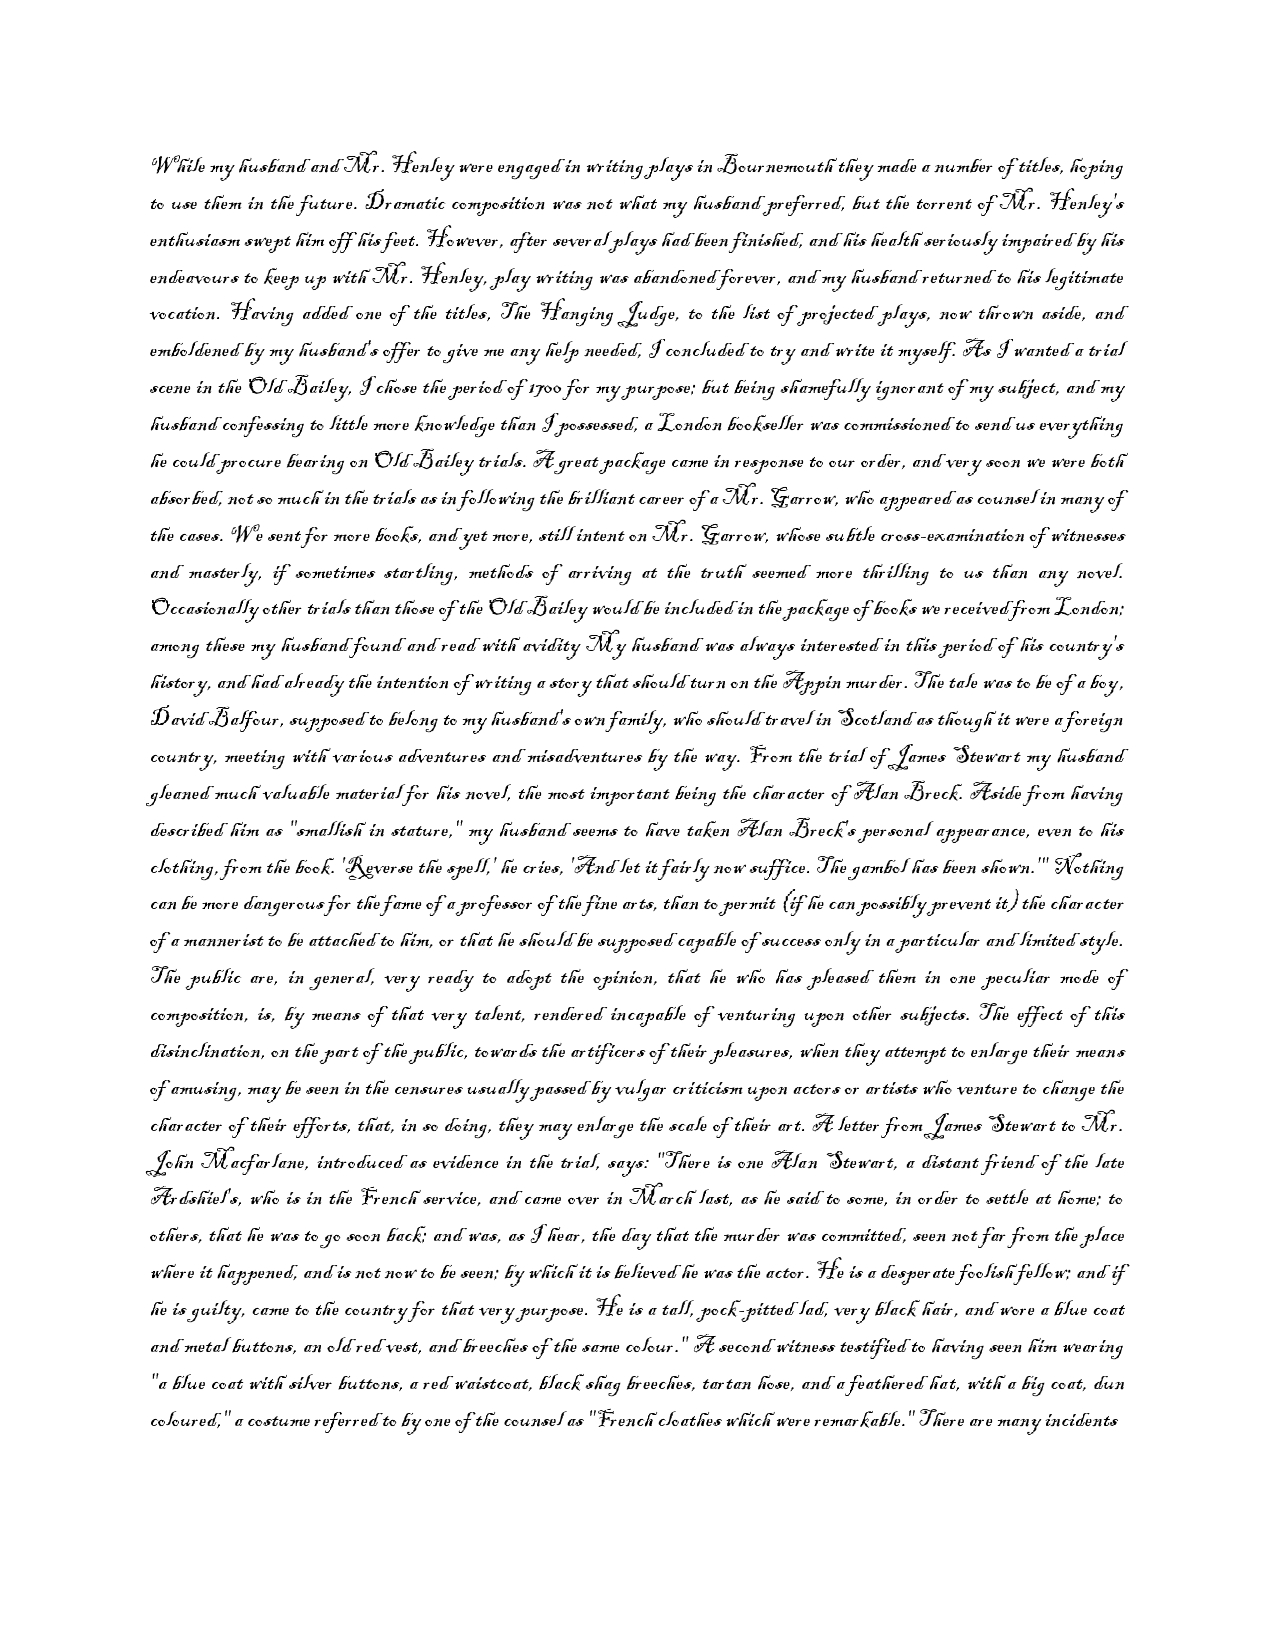 While my husband and Mr. Henley were engaged in writing plays in Bournemouth they made a number of titles, hoping
to use them in the future. Dramatic composition was not what my husband preferred, but the torrent of Mr. Henley's
enthusiasm swept him off his feet. However, after several plays had been finished, and his health seriously impaired by his
endeavours to keep up with Mr. Henley, play writing was abandoned forever, and my husband returned to his legitimate
vocation. Having added one of the titles, The Hanging Judge, to the list of projected plays, now thrown aside, and
emboldened by my husband's offer to give me any help needed, I concluded to try and write it myself. As I wanted a trial
scene in the Old Bailey, I chose the period of 1700 for my purpose; but being shamefully ignorant of my subject, and my
husband confessing to little more knowledge than I possessed, a London bookseller was commissioned to send us everything
he could procure bearing on Old Bailey trials. A great package came in response to our order, and very soon we were both
absorbed, not so much in the trials as in following the brilliant career of a Mr. Garrow, who appeared as counsel in many of
the cases. We sent for more books, and yet more, still intent on Mr. Garrow, whose subtle cross-examination of witnesses
and masterly, if sometimes startling, methods of arriving at the truth seemed more thrilling to us than any novel.
Occasionally other trials than those of the Old Bailey would be included in the package of books we received from London;
among these my husband found and read with avidity My husband was always interested in this period of his country's
history, and had already the intention of writing a story that should turn on the Appin murder. The tale was to be of a boy,
David Balfour, supposed to belong to my husband's own family, who should travel in Scotland as though it were a foreign
country, meeting with various adventures and misadventures by the way. From the trial of James Stewart my husband
gleaned much valuable material for his novel, the most important being the character of Alan Breck. Aside from having
described him as "smallish in stature," my husband seems to have taken Alan Breck's personal appearance, even to his
clothing, from the book. 'Reverse the spell,' he cries, 'And let it fairly now suffice. The gambol has been shown.'" Nothing
can be more dangerous for the fame of a professor of the fine arts, than to permit (if he can possibly prevent it) the character
of a mannerist to be attached to him, or that he should be supposed capable of success only in a particular and limited style.
The public are, in general, very ready to adopt the opinion, that he who has pleased them in one peculiar mode of
composition, is, by means of that very talent, rendered incapable of venturing upon other subjects. The effect of this
disinclination, on the part of the public, towards the artificers of their pleasures, when they attempt to enlarge their means
of amusing, may be seen in the censures usually passed by vulgar criticism upon actors or artists who venture to change the
character of their efforts, that, in so doing, they may enlarge the scale of their art. A letter from James Stewart to Mr.
John Macfarlane, introduced as evidence in the trial, says: "There is one Alan Stewart, a distant friend of the late
Ardshiel's, who is in the French service, and came over in March last, as he said to some, in order to settle at home; to
others, that he was to go soon back; and was, as I hear, the day that the murder was committed, seen not far from the place
where it happened, and is not now to be seen; by which it is believed he was the actor. He is a desperate foolish fellow; and if
he is guilty, came to the country for that very purpose. He is a tall, pock-pitted lad, very black hair, and wore a blue coat
and metal buttons, an old red vest, and breeches of the same colour." A second witness testified to having seen him wearing
"a blue coat with silver buttons, a red waistcoat, black shag breeches, tartan hose, and a feathered hat, with a big coat, dun
coloured," a costume referred to by one of the counsel as "French cloathes which were remarkable." There are many incidents